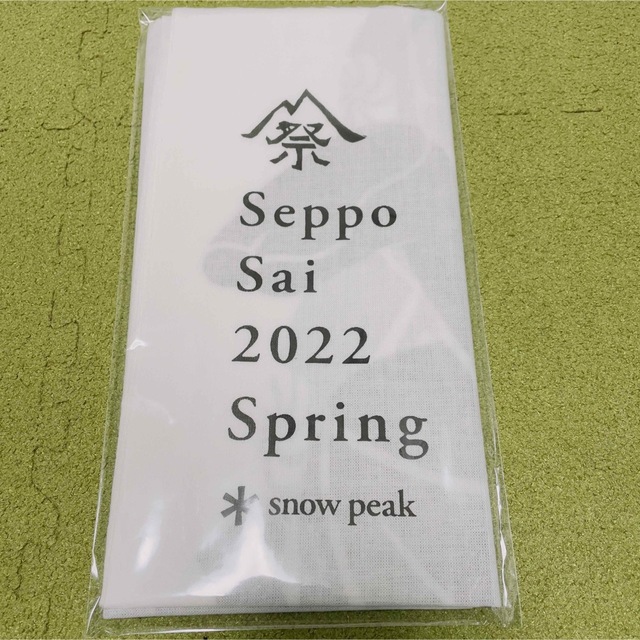 祭
Seppo
Sai
2022
Spring
snow peak